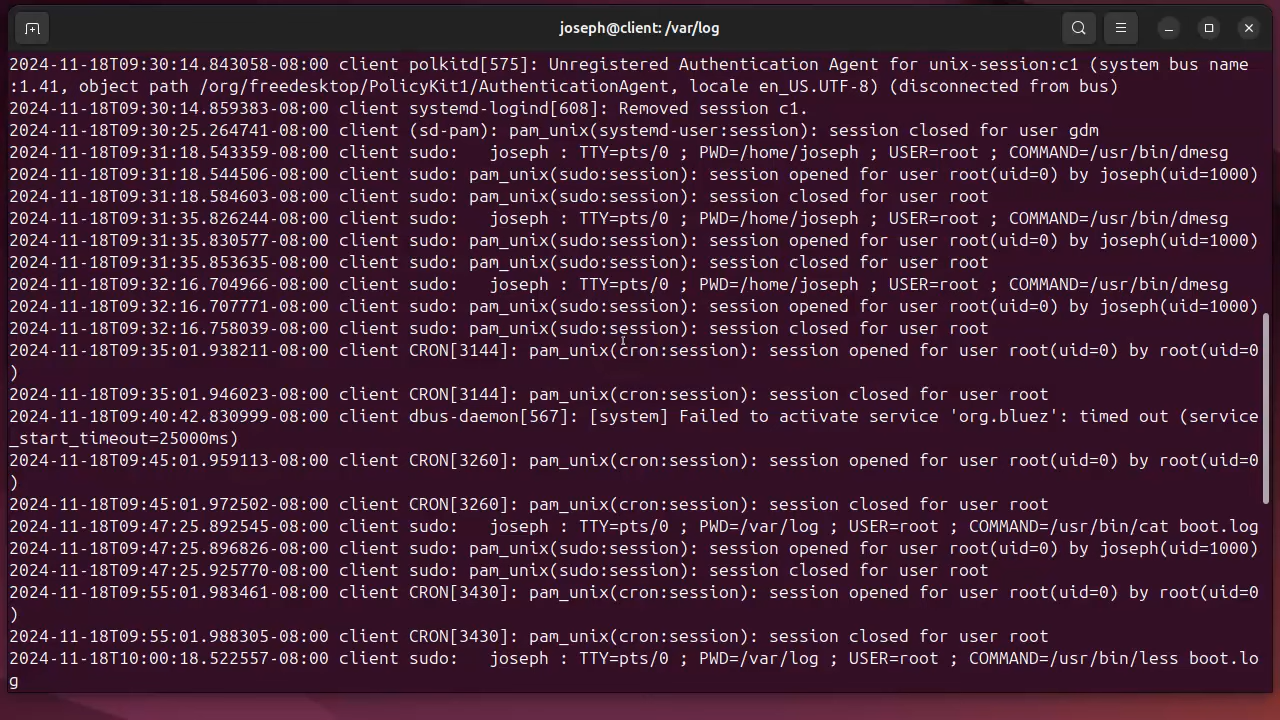 joseph@client: /var/log
2024-11-18T09:30:14.843058-08:00 client polkitd[575]: Unregistered Authentication Agent for unix-session:c1 (system bus name
:1.41, object path /org/freedesktop/PolicyKit1/AuthenticationAgent, locale en_US.UTF-8) (disconnected from bus)
2024-11-18T09:30:14.859383-08:00 client systemd-logind[608]: Removed session c1.
2024-11-18T09:30:25.264741-08:00 client (sd-pam): pam_unix(systemd-user:session): session closed for user gdm
2024-11-18T09:31:18.543359-08:00 client sudo:   joseph : TTY=pts/0 ; PWD=/home/joseph ; USER=root ; COMMAND=/usr/bin/dmesg
2024-11-18T09:31:18.544506-08:00 client sudo: pam_unix(sudo:session): session opened for user root(uid=0) by joseph(uid=1000)
2024-11-18T09:31:18.584603-08:00 client sudo: pam_unix(sudo:session): session closed for user root
2024-11-18T09:31:35.826244-08:00 client sudo:   joseph : TTY=pts/0 ; PWD=/home/joseph ; USER=root ; COMMAND=/usr/bin/dmesg
2024-11-18T09:31:35.830577-08:00 client sudo: pam_unix(sudo:session): session opened for user root(uid=0) by joseph(uid=1000)
2024-11-18T09:31:35.853635-08:00 client sudo: pam_unix(sudo:session): session closed for user root
2024-11-18T09:32:16.704966-08:00 client sudo:   joseph : TTY=pts/0 ; PWD=/home/joseph ; USER=root ; COMMAND=/usr/bin/dmesg
2024-11-18T09:32:16.707771-08:00 client sudo: pam_unix(sudo:session): session opened for user root(uid=0) by joseph(uid=1000)
2024-11-18T09:32:16.758039-08:00 client sudo: pam_unix(sudo:session): session closed for user root
2024-11-18T09:35:01.938211-08:00 client CRON[3144]: pam_unix(cron:session): session opened for user root(uid=0) by root(uid=0
)
2024-11-18T09:35:01.946023-08:00 client CRON[3144]: pam_unix(cron:session): session closed for user root
2024-11-18T09:40:42.830999-08:00 client dbus-daemon[567]: [system] Failed to activate service 'org.bluez': timed out (service
_start_timeout=25000ms)
2024-11-18T09:45:01.959113-08:00 client CRON[3260]: pam_unix(cron:session): session opened for user root(uid=0) by root(uid=0
)
2024-11-18T09:45:01.972502-08:00 client CRON[3260]: pam_unix(cron:session): session closed for user root
2024-11-18T09:47:25.892545-08:00 client sudo:   joseph : TTY=pts/0 ; PWD=/var/log ; USER=root ; COMMAND=/usr/bin/cat boot.log
2024-11-18T09:47:25.896826-08:00 client sudo: pam_unix(sudo:session): session opened for user root(uid=0) by joseph(uid=1000)
2024-11-18T09:47:25.925770-08:00 client sudo: pam_unix(sudo:session): session closed for user root
2024-11-18T09:55:01.983461-08:00 client CRON[3430]: pam_unix(cron:session): session opened for user root(uid=0) by root(uid=0
)
2024-11-18T09:55:01.988305-08:00 client CRON[3430]: pam_unix(cron:session): session closed for user root
2024-11-18T10:00:18.522557-08:00 client sudo:   joseph : TTY=pts/0 ; PWD=/var/log ; USER=root ; COMMAND=/usr/bin/less boot.lo
g